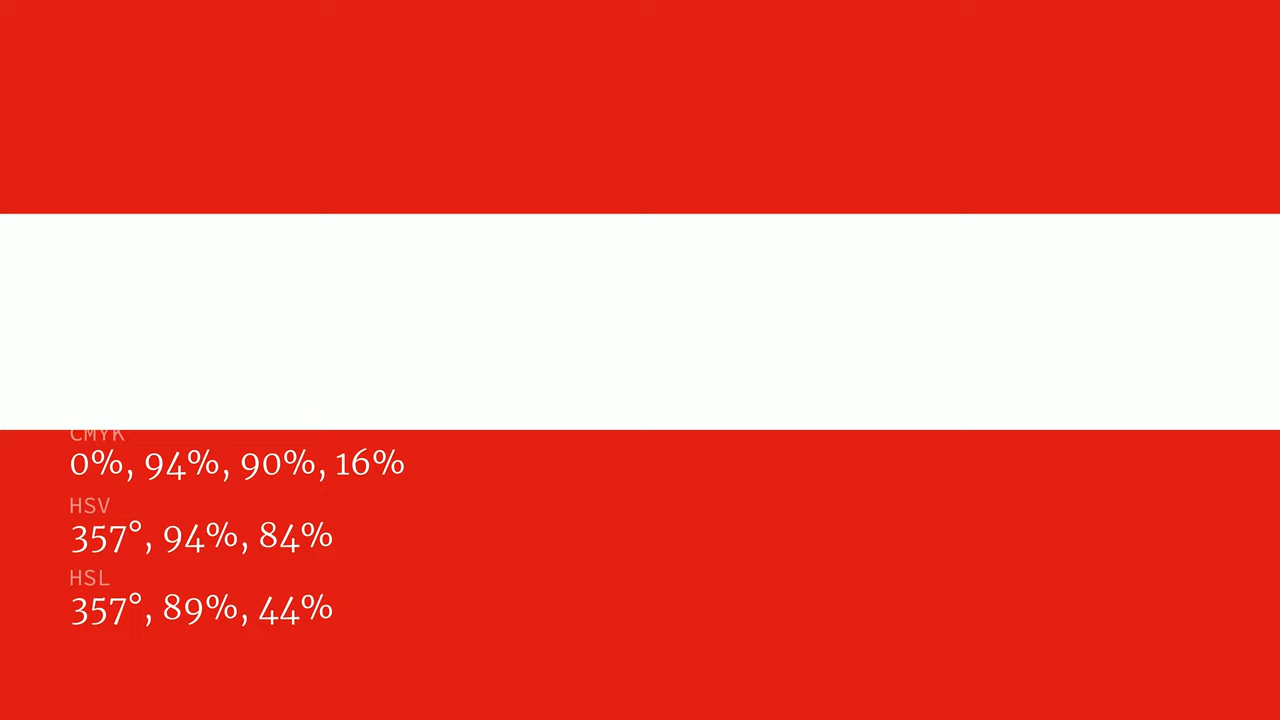 CMYK
0%, 94%, 90%, 16%
HSV
357°, 94%, 84%
HSL
357°, 89%, 44%